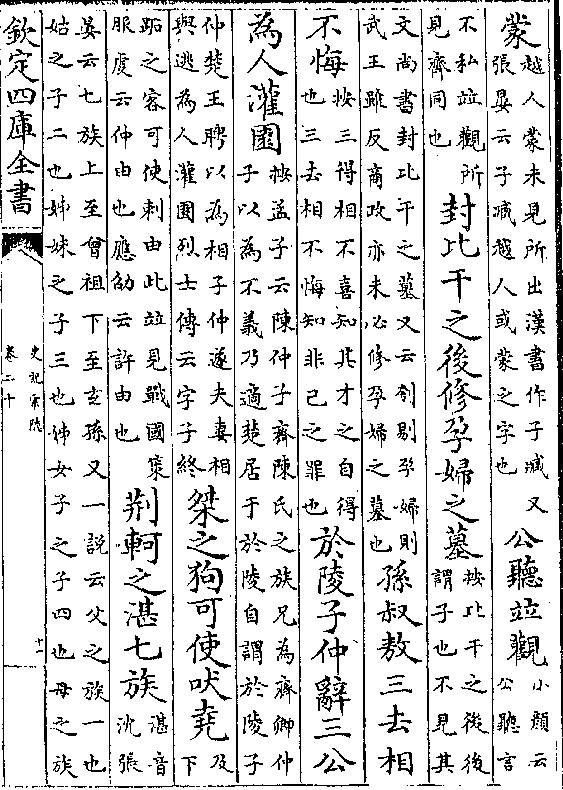 蒙越人蒙未見所出漢書作子臧又張晏云子臧越人或蒙之字也公聽竝觀小顔云公聽言
不私竝觀所見齊同也封比干之後修孕婦之墓按比干之後後謂子也不見其
文尚書封比干之墓又云刳剔孕婦則武王雖反商政亦未必修孕婦之墓也孫叔敖三去相
不悔按三得相不喜知其才之自得也三去相不悔知非己之罪也於陵子仲辭三公
為人灌園按孟子云陳仲子齊陳氏之族兄為齊卿仲子以為不義乃適楚居于於陵自謂於陵子
仲楚王聘以為相子仲遂夫妻相與逃為人灌園烈士傳云字子終桀之狗可使吠堯及下
跖之客可使刺由此竝見戰國策服虔云仲由也應劭云許由也荆軻之湛七族湛音沈張
晏云七族上至曾祖下至玄孫又一說云父之族一也姑之子二也姊妹之子三也姊女子之子四也母之族
欽定四庫全書
史記索隱
卷二十
十一